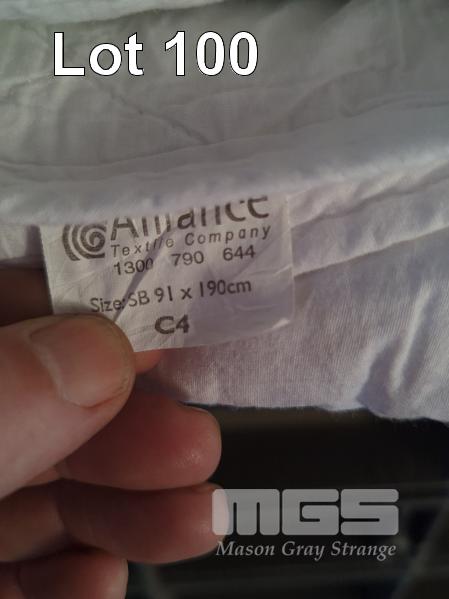 Lot 100
Alliance
Textile Company
1300 790 644
Size: SB 91 x 190cm
C4
MGS
Mason Gray Strange